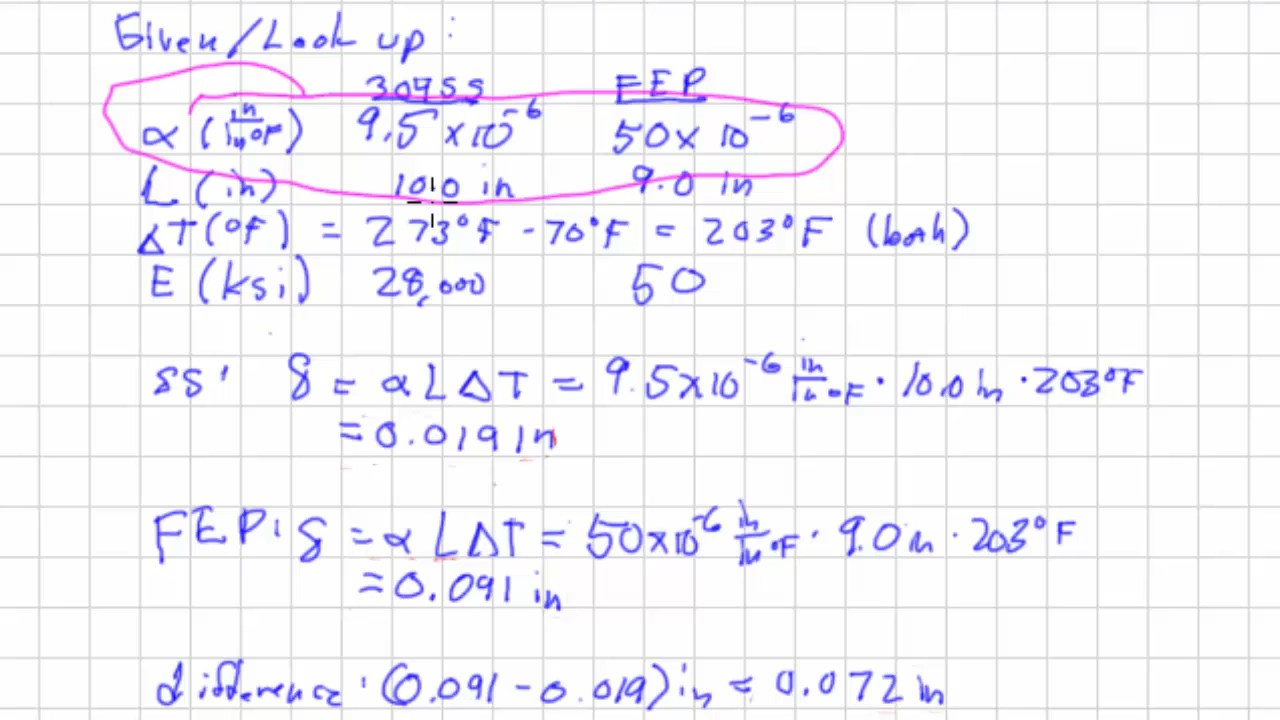 Given/Look up:
304SS FEP
α (in/in°F) 9.5 x 10^-6 50 x 10^-6
L (in) 10.0 in 9.0 in
ΔT(°F) = 273°F - 70°F = 203°F (both)
E (ksi) 28,000 50
SS: δ = α L Δ T = 9.5x10^-6 in/in°F · 10.0 in · 203°F
= 0.019 in
FEP: δ = α L Δ T = 50x10^-6 in/in°F · 9.0 in · 203°F
= 0.091 in
difference: (0.091 - 0.019) in = 0.072 in